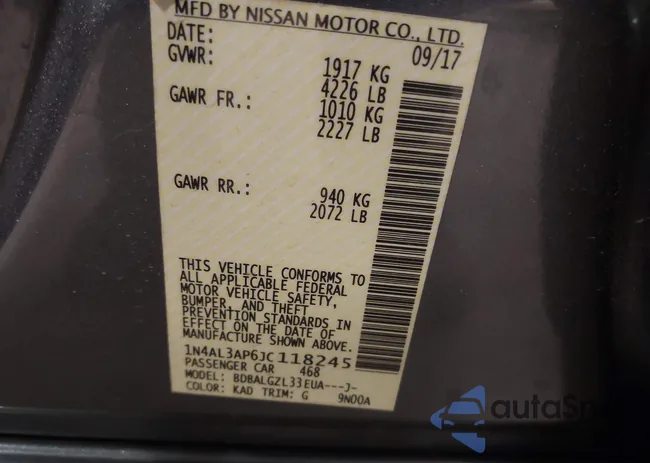 MFD BY NISSAN MOTOR CO., LTD.
DATE: 09/17
GVWR: 1917 KG
4226 LB
GAWR FR.: 1010 KG
2227 LB
GAWR RR.: 940 KG
2072 LB
THIS VEHICLE CONFORMS TO
ALL APPLICABLE FEDERAL
MOTOR VEHICLE SAFETY,
BUMPER, AND THEFT
PREVENTION STANDARDS IN
EFFECT ON THE DATE OF
MANUFACTURE SHOWN ABOVE.
1N4AL3AP6JC118245
PASSENGER CAR 468
MODEL: BDBALGZL33EUA---J-
COLOR: KAD TRIM: G 9N00A